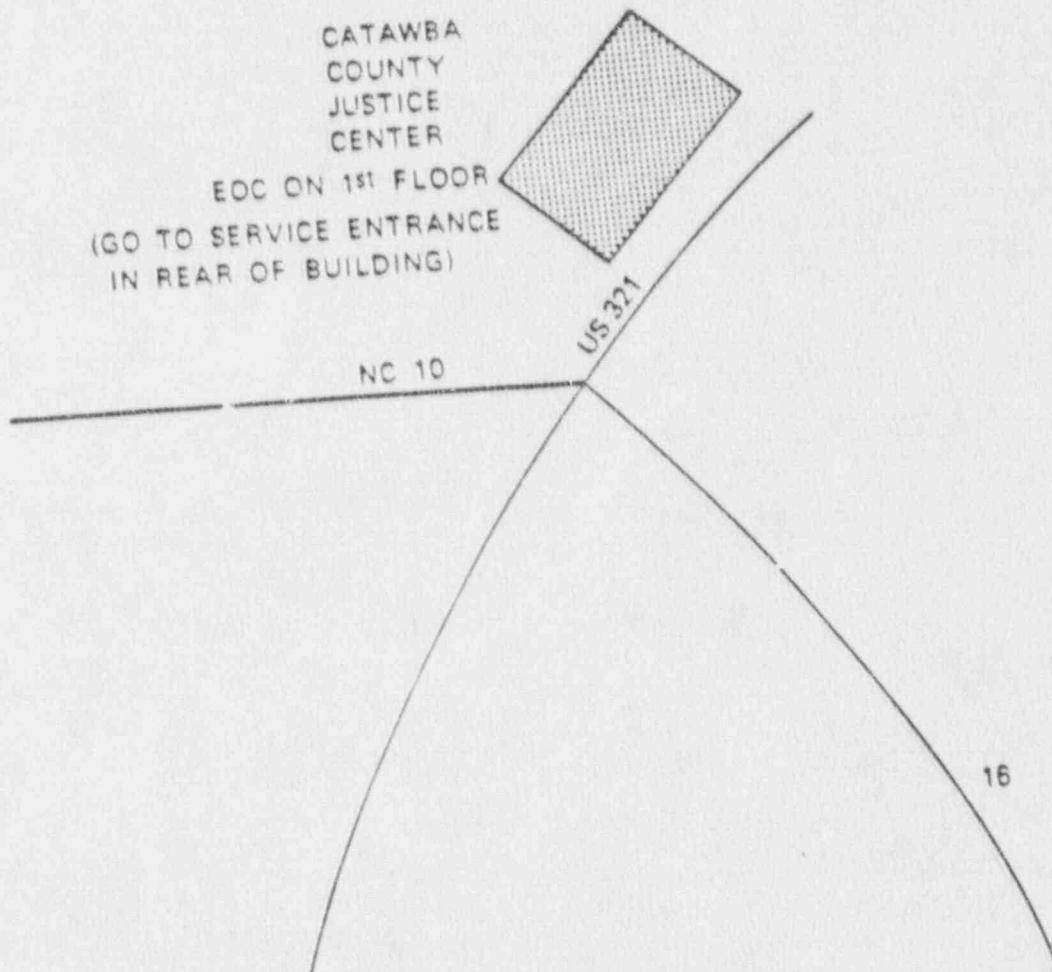 CATAWBA
COUNTY
JUSTICE
CENTER
EOC ON 1st FLOOR
(GO TO SERVICE ENTRANCE
IN REAR OF BUILDING)
US 321
NC 10
16